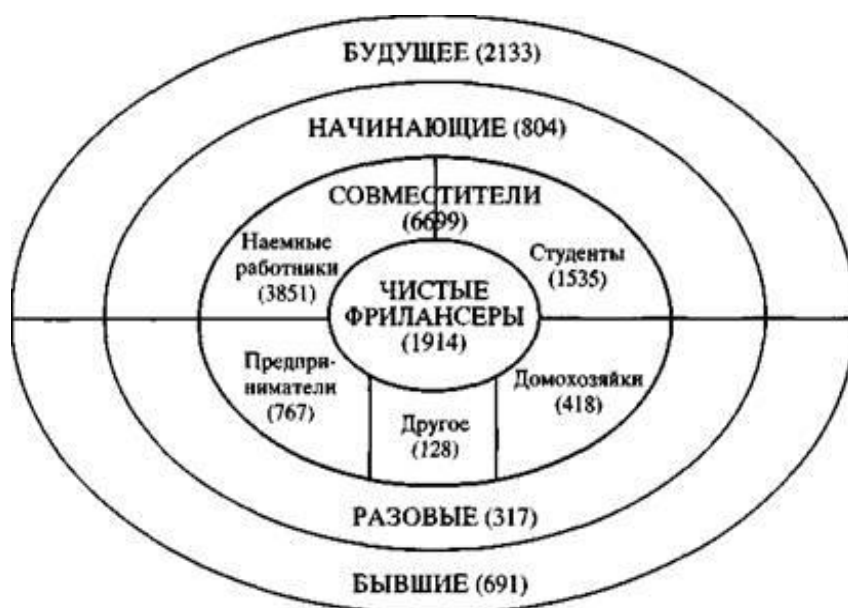 БУДУЩЕЕ (2133)
НАЧИНАЮЩИЕ (804)
СОВМЕСТИТЕЛИ
(6699)
Наемные
работники
(3851)
Студенты
(1535)
ЧИСТЫЕ
ФРИЛАНСЕРЫ
(1914)
Предпри-
ниматели
(767)
Другое
(128)
Домохозяйки
(418)
РАЗОВЫЕ (317)
БЫВШИЕ (691)